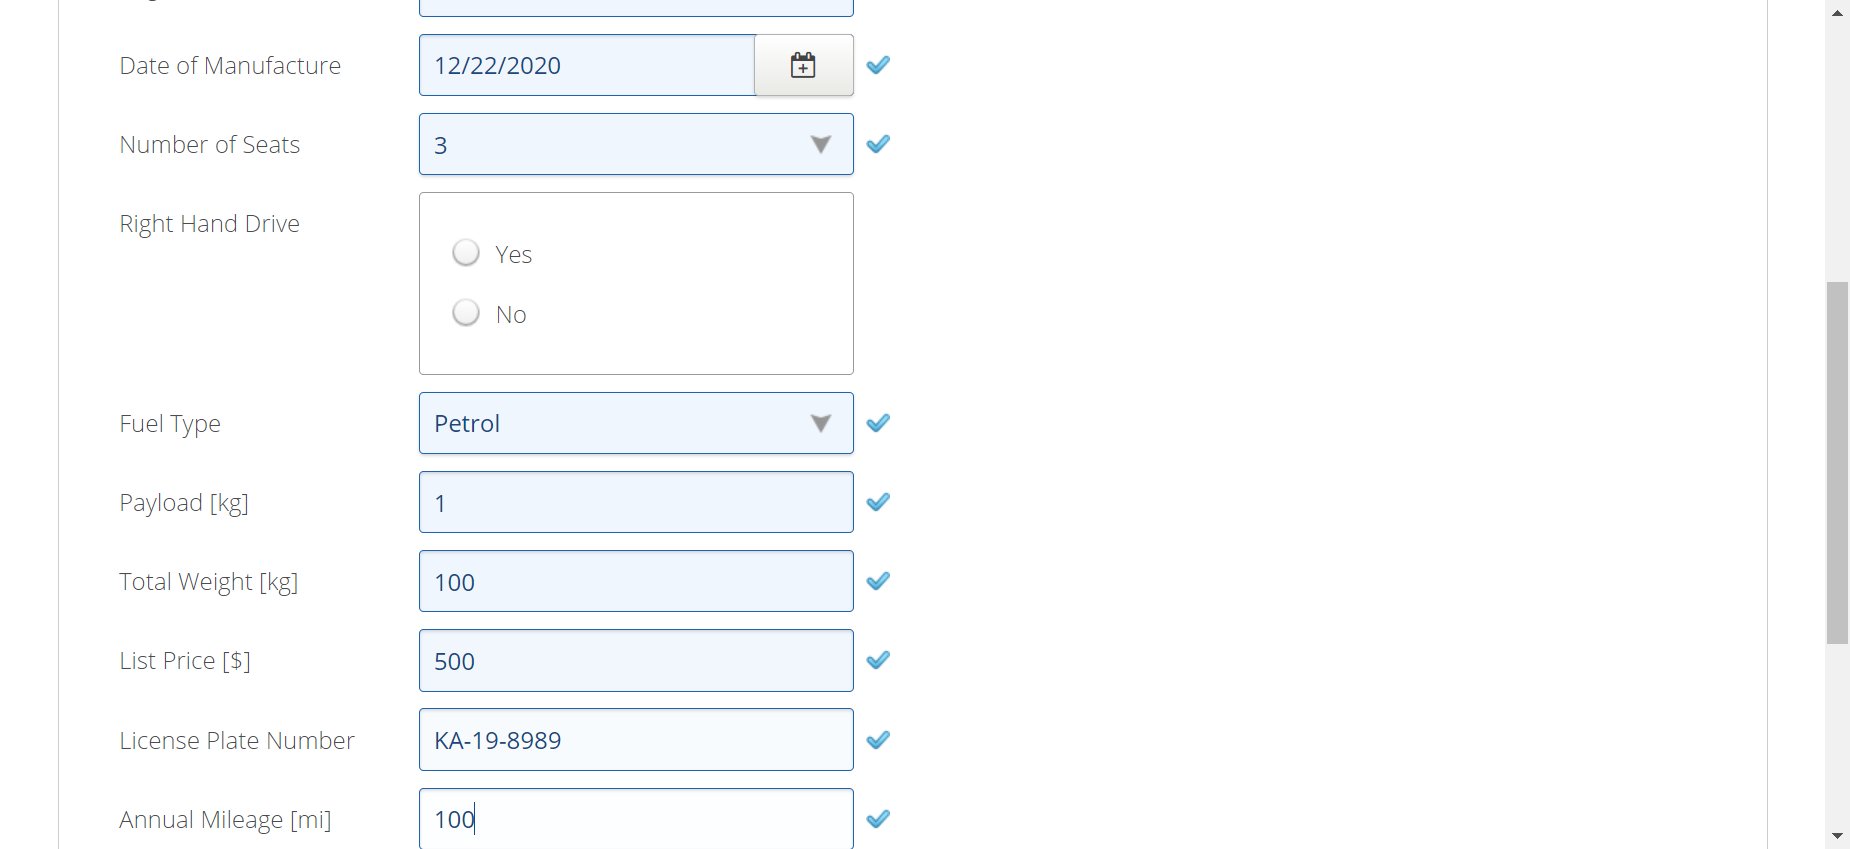 Date of Manufacture 12/22/2020
Number of Seats 3
Right Hand Drive
Yes
No
Fuel Type Petrol
Payload [kg] 1
Total Weight [kg] 100
List Price [$] 500
License Plate Number KA-19-8989
Annual Mileage [mi] 100